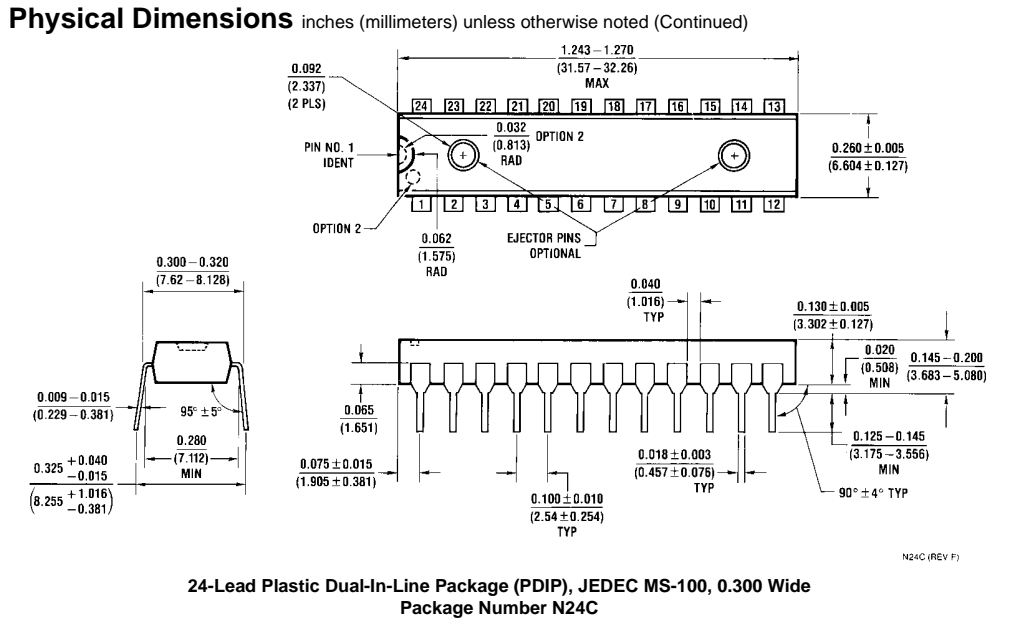 Physical Dimensions inches (millimeters) unless otherwise noted (Continued)
1.243 – 1.270
(31.57 – 32.26)
MAX
0.092
(2.337)
(2 PLS)
24 23 22 21 20 19 18 17 16 15 14 13
0.032
(0.813)
RAD
OPTION 2
PIN NO. 1
IDENT
0.260 ± 0.005
(6.604 ± 0.127)
1 2 3 4 5 6 7 8 9 10 11 12
OPTION 2
0.062
(1.575)
RAD
EJECTOR PINS
OPTIONAL
0.300 – 0.320
(7.62 – 8.128)
0.040
(1.016)
TYP
0.130 ± 0.005
(3.302 ± 0.127)
0.020
(0.508)
MIN
0.145 – 0.200
(3.683 – 5.080)
0.009 – 0.015
(0.229 – 0.381)
95° ± 5°
0.065
(1.651)
0.280
(7.112)
MIN
0.125 – 0.145
(3.175 – 3.556)
MIN
0.325 + 0.040
– 0.015
(8.255 + 1.016
– 0.381)
0.075 ± 0.015
(1.905 ± 0.381)
0.018 ± 0.003
(0.457 ± 0.076)
TYP
90° ± 4° TYP
0.100 ± 0.010
(2.54 ± 0.254)
TYP
N24C (REV F)
24-Lead Plastic Dual-In-Line Package (PDIP), JEDEC MS-100, 0.300 Wide
Package Number N24C